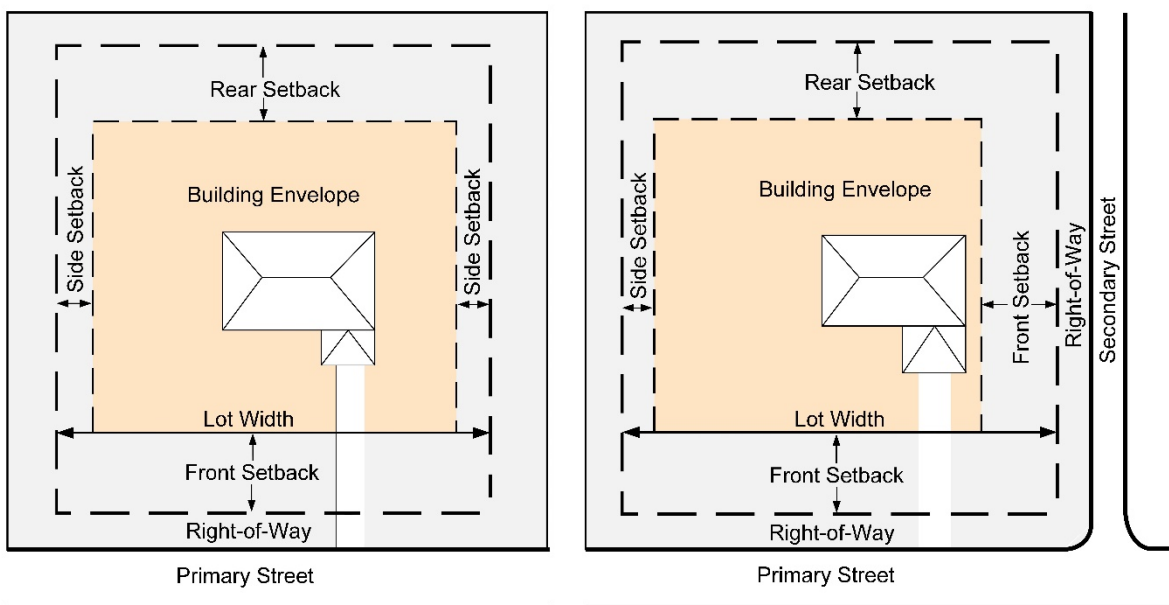 Rear Setback
Building Envelope
Side Setback
Side Setback
Lot Width
Front Setback
Right-of-Way
Primary Street
Rear Setback
Building Envelope
Side Setback
Front Setback
Right-of-Way
Secondary Street
Lot Width
Front Setback
Right-of-Way
Primary Street